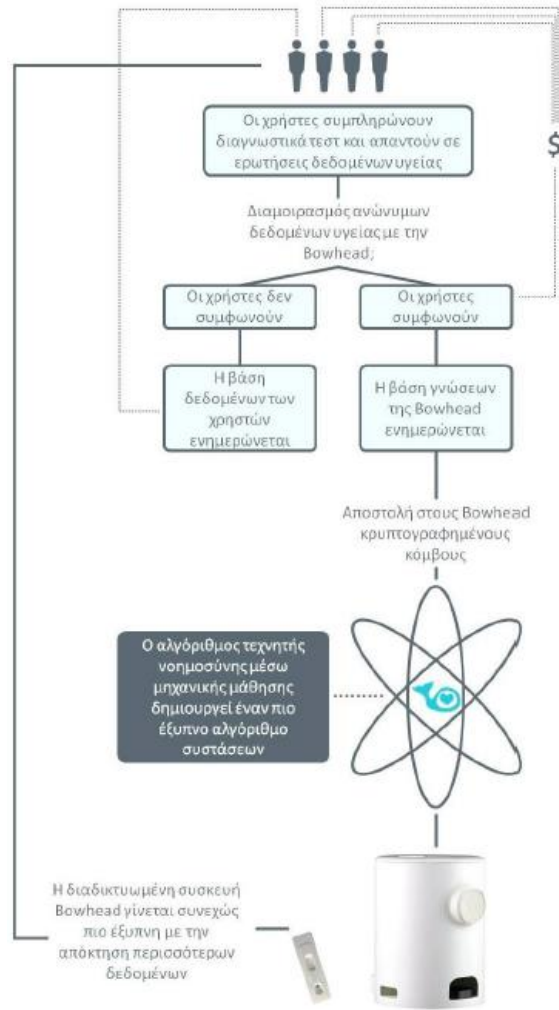 $
Οι χρήστες συμπληρώνουν
διαγνωστικά τεστ και απαντούν σε
ερωτήσεις δεδομένων υγείας
Διαμοιρασμός ανώνυμων
δεδομένων υγείας με την
Bowhead;
Οι χρήστες δεν
συμφωνούν
Οι χρήστες
συμφωνούν
Η βάση
δεδομένων των
χρηστών
ενημερώνεται
Η βάση γνώσεων
της Bowhead
ενημερώνεται
Αποστολή στους Bowhead
κρυπτογραφημένους
κόμβους
Ο αλγόριθμος τεχνητής
νοημοσύνης μέσω
μηχανικής μάθησης
δημιουργεί έναν πιο
έξυπνο αλγόριθμο
συστάσεων
Η διαδικτυωμένη συσκευή
Bowhead γίνεται συνεχώς
πιο έξυπνη με την
απόκτηση περισσότερων
δεδομένων